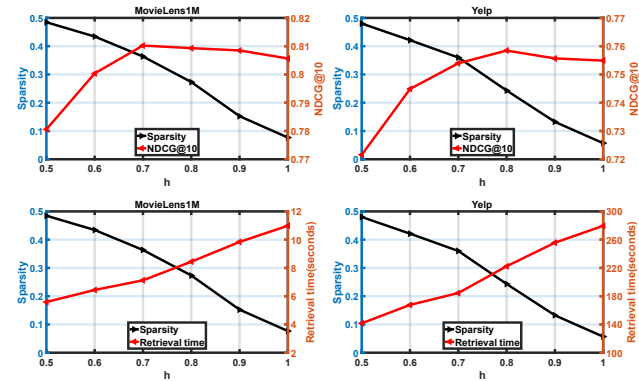 MovieLens1M
0.5
0.4
0.3
0.2
0.1
0
Sparsity
0.82
0.81
0.8
0.79
0.78
0.77
NDCG@10
Sparsity
NDCG@10
0.5 0.6 0.7 0.8 0.9 1
h
Yelp
0.5
0.4
0.3
0.2
0.1
0
Sparsity
0.77
0.76
0.75
0.74
0.73
0.72
NDCG@10
Sparsity
NDCG@10
0.5 0.6 0.7 0.8 0.9 1
h
MovieLens1M
0.5
0.4
0.3
0.2
0.1
0
Sparsity
12
10
8
6
4
2
Retrieval time(seconds)
Sparsity
Retrieval time
0.5 0.6 0.7 0.8 0.9 1
h
Yelp
0.5
0.4
0.3
0.2
0.1
0
Sparsity
300
260
220
180
140
100
Retrieval time(seconds)
Sparsity
Retrieval time
0.5 0.6 0.7 0.8 0.9 1
h